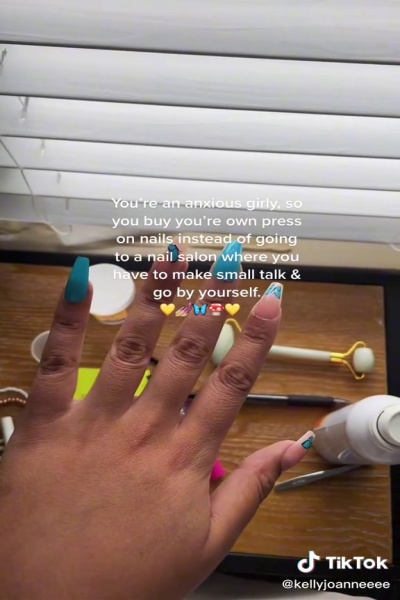 You're an anxious girly, so
you buy you're own press
on nails instead of going
to a nail salon where you
have to make small talk &
go by yourself.
💛💅🏽🦋🍄💛
TikTok
@kellyjoanneeee